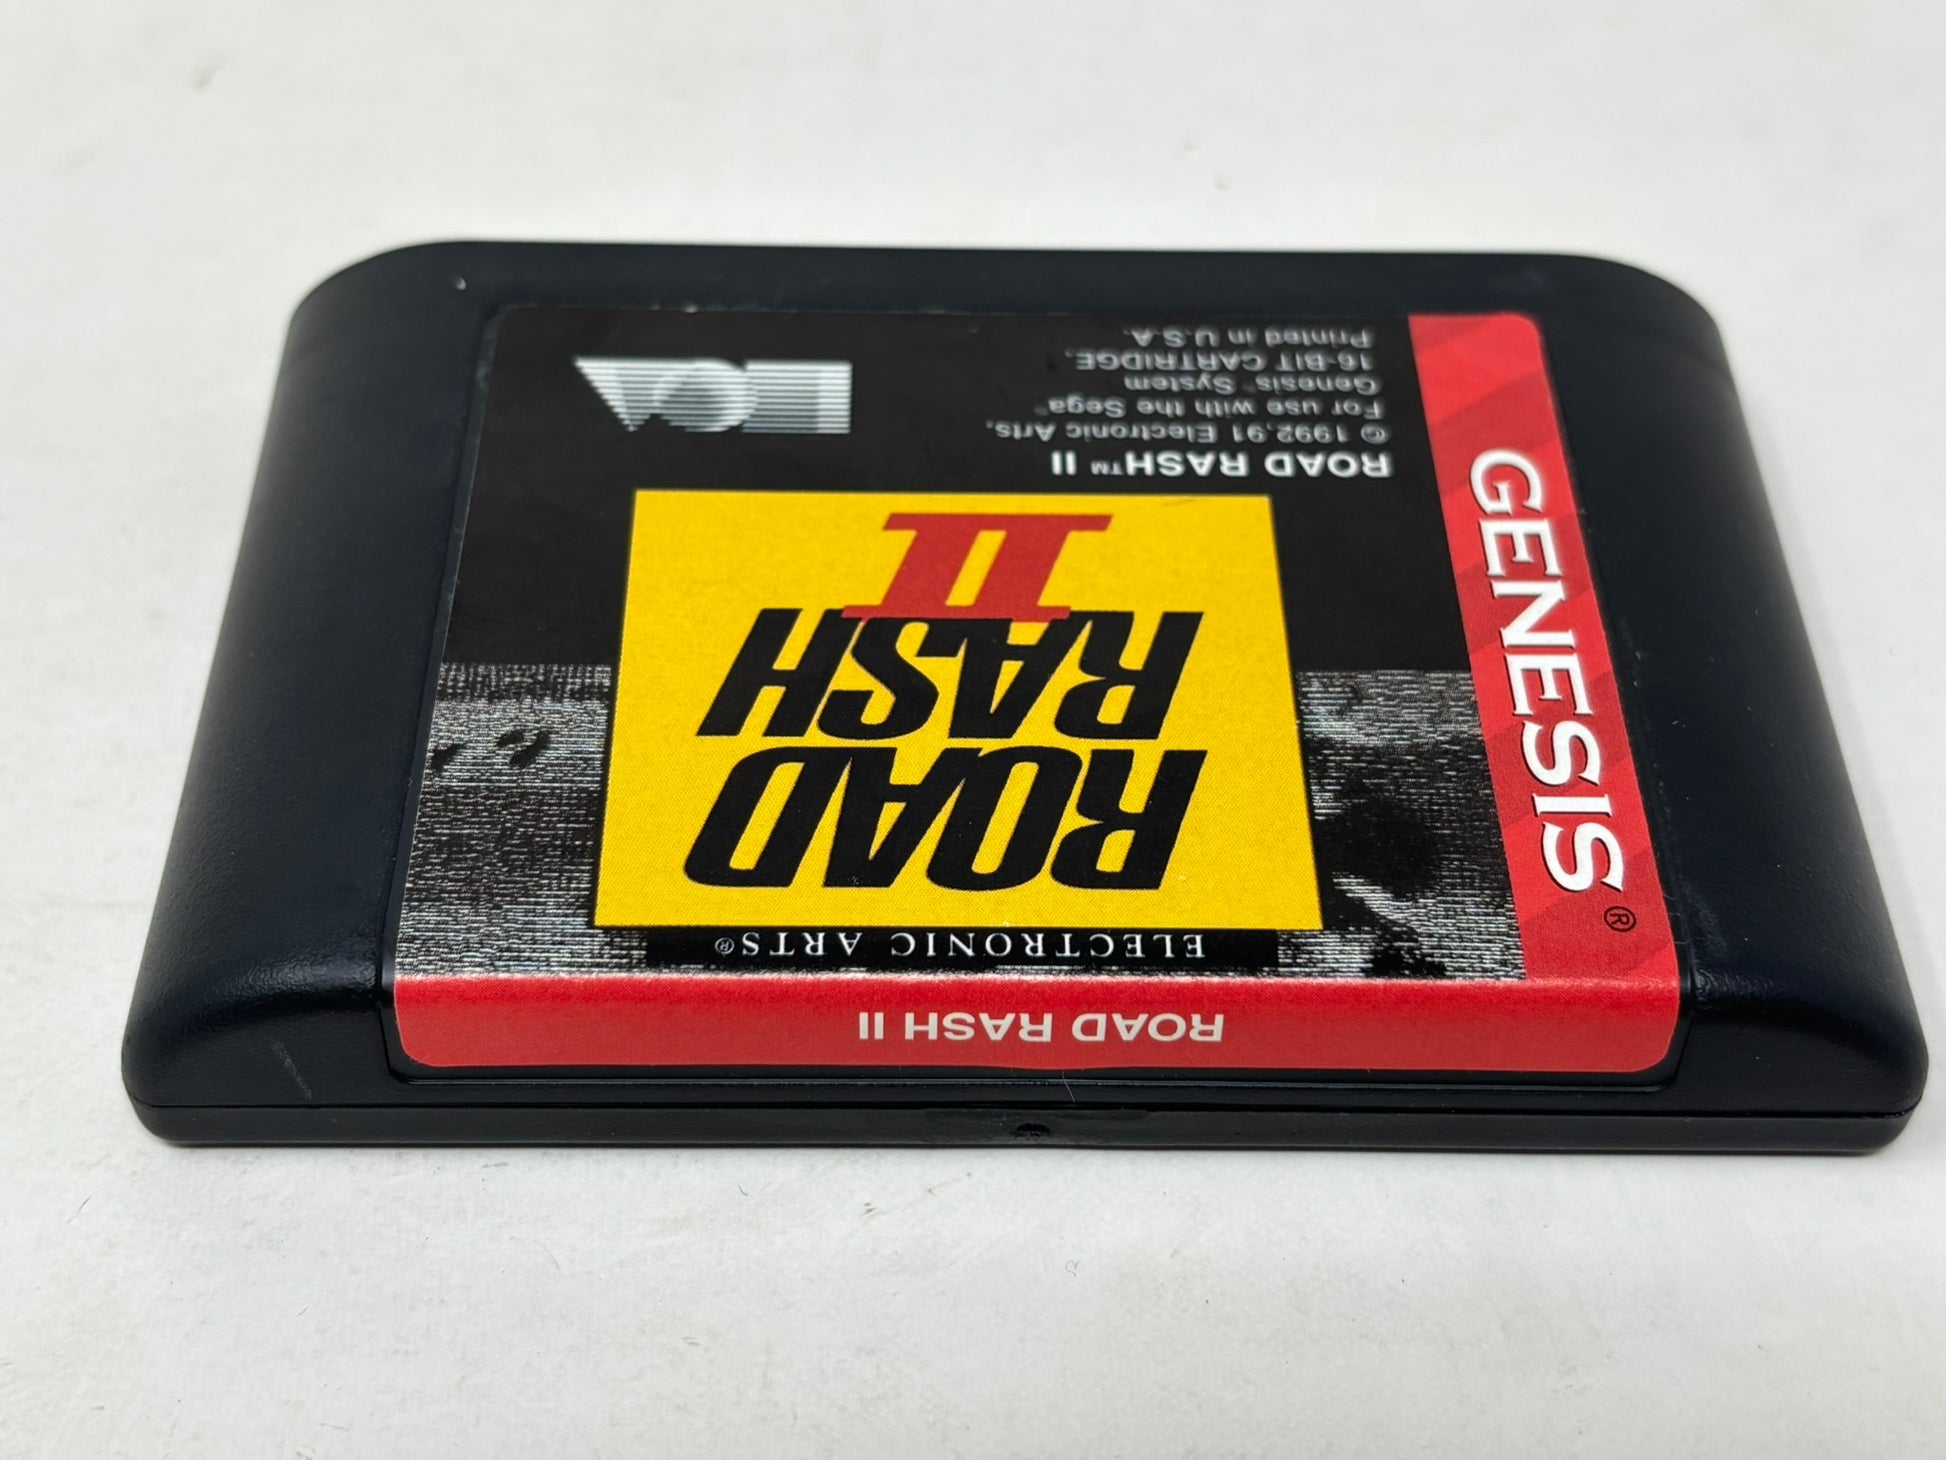 ROAD RASH II
ELECTRONIC ARTS®
ROAD
RASH
II
ROAD RASH™ II
© 1992,91 Electronic Arts.
For use with the Sega™
Genesis™ System
16-BIT CARTRIDGE.
Printed in U.S.A.
EA
GENESIS®